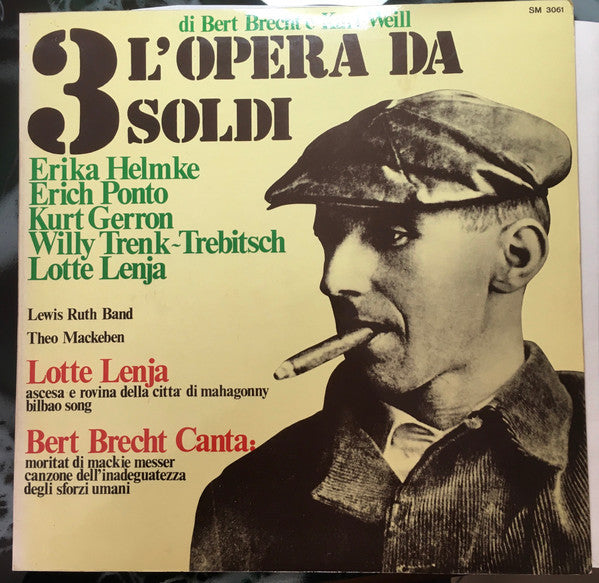 di Bert Brecht e Kurt Weill
SM 3061
3 L'OPERA DA
SOLDI
Erika Helmke
Erich Ponto
Kurt Gerron
Willy Trenk-Trebitsch
Lotte Lenja
Lewis Ruth Band
Theo Mackeben
Lotte Lenja
ascesa e rovina della citta' di mahagonny
bilbao song
Bert Brecht Canta:
moritat di mackie messer
canzone dell'inadeguatezza
degli sforzi umani